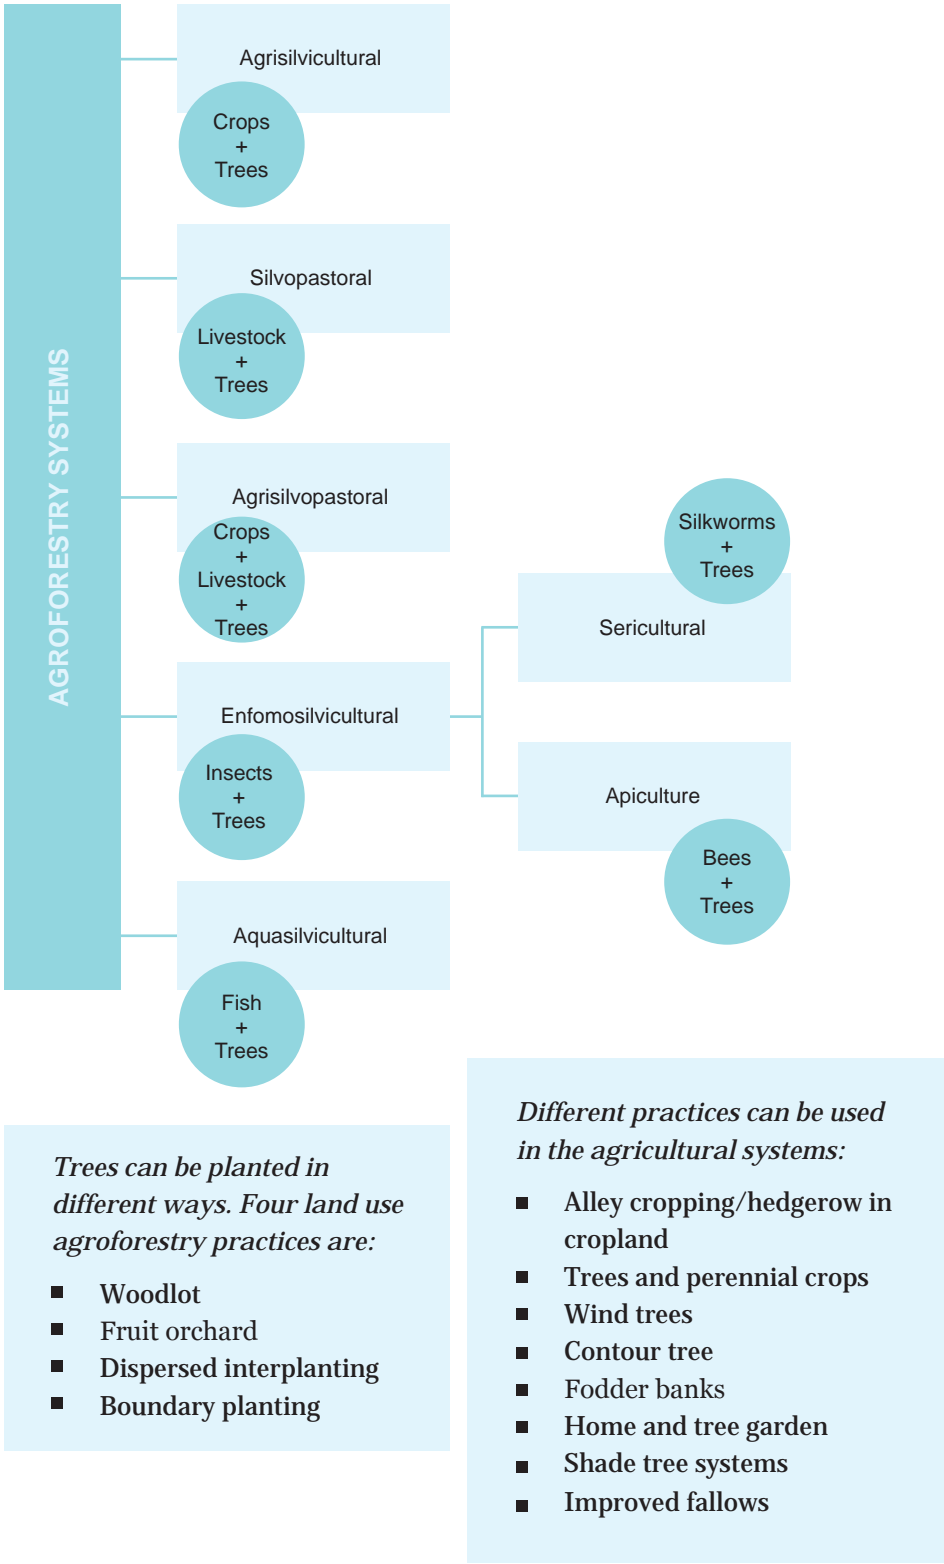 AGROFORESTRY SYSTEMS
Agrisilvicultural
Crops
+
Trees
Silvopastoral
Livestock
+
Trees
Agrisilvopastoral
Crops
+
Livestock
+
Trees
Enfomosilvicultural
Insects
+
Trees
Silkworms
+
Trees
Sericultural
Apiculture
Bees
+
Trees
Aquasilvicultural
Fish
+
Trees
Trees can be planted in
different ways. Four land use
agroforestry practices are:
■ Woodlot
■ Fruit orchard
■ Dispersed interplanting
■ Boundary planting
Different practices can be used
in the agricultural systems:
■ Alley cropping/hedgerow in
cropland
■ Trees and perennial crops
■ Wind trees
■ Contour tree
■ Fodder banks
■ Home and tree garden
■ Shade tree systems
■ Improved fallows